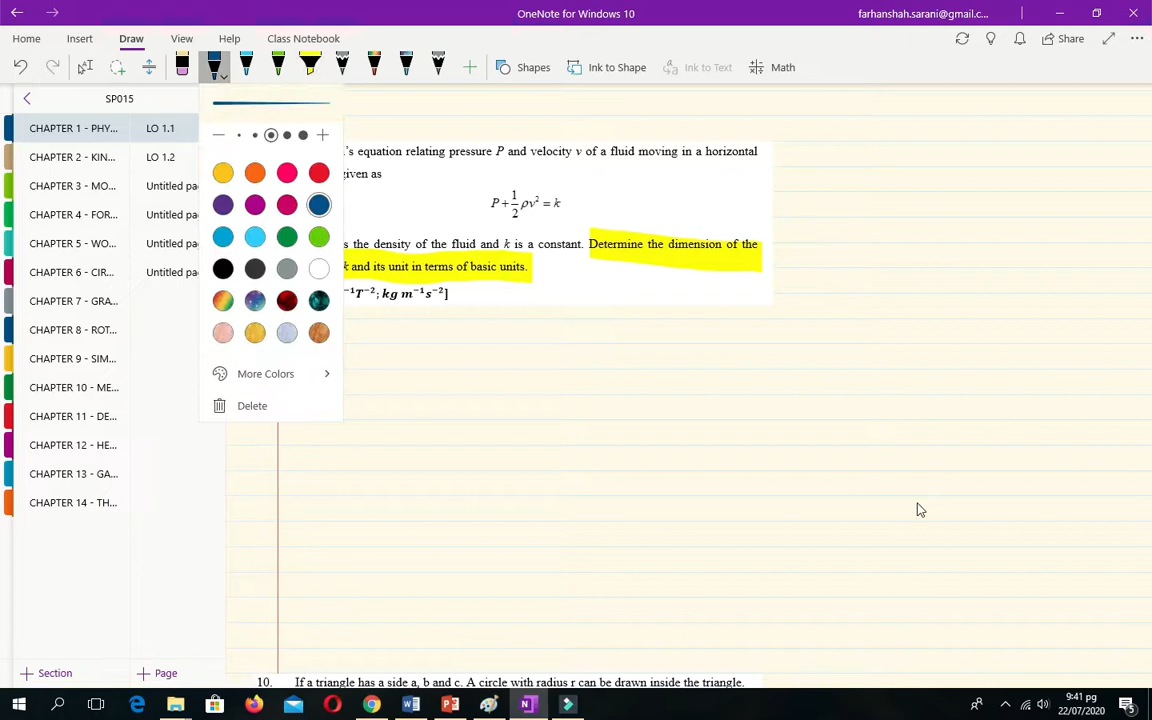 OneNote for Windows 10
farhanshah.sarani@gmail.c...
Home Insert Draw View Help Class Notebook
Share
Shapes Ink to Shape Ink to Text Math
SP015
CHAPTER 1 - PHY...
CHAPTER 2 - KIN...
CHAPTER 3 - MO...
CHAPTER 4 - FOR...
CHAPTER 5 - WO...
CHAPTER 6 - CIR...
CHAPTER 7 - GRA...
CHAPTER 8 - ROT...
CHAPTER 9 - SIM...
CHAPTER 10 - ME...
CHAPTER 11 - DE...
CHAPTER 12 - HE...
CHAPTER 13 - GA...
CHAPTER 14 - TH...
Section
LO 1.1
LO 1.2
Untitled pa
Untitled pa
Untitled pa
Untitled pa
Page
More Colors
Delete
's equation relating pressure P and velocity v of a fluid moving in a horizontal
given as
P + 1/2 ρv² = k
s the density of the fluid and k is a constant. Determine the dimension of the
k and its unit in terms of basic units.
⁻¹T⁻²; kg m⁻¹s⁻²]
10. If a triangle has a side a, b and c. A circle with radius r can be drawn inside the triangle.
9:41 pg
22/07/2020
5